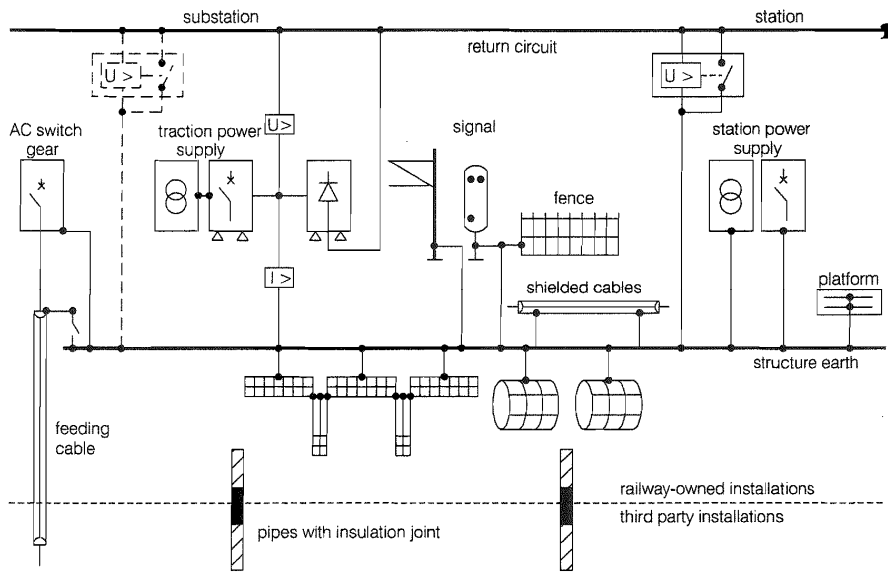 substation
station
return circuit
U >
U >
AC switch
gear
traction power
supply
U>
signal
station power
supply
fence
I >
shielded cables
platform
structure earth
feeding
cable
railway-owned installations
pipes with insulation joint
third party installations